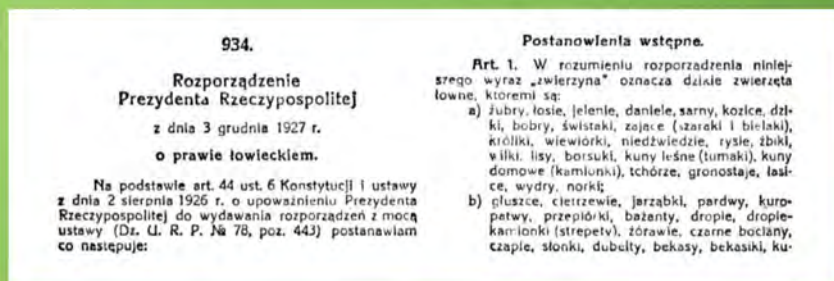 934.
Rozporządzenie
Prezydenta Rzeczypospolitej
z dnia 3 grudnia 1927 r.
o prawie łowieckiem.
Na podstawie art. 44 ust. 6 Konstytucji i ustawy
z dnia 2 sierpnia 1926 r. o upoważnieniu Prezydenta
Rzeczypospolitej do wydawania rozporządzeń z mocą
ustawy (Dz. U. R. P. № 78, poz. 443) postanawiam
co następuje:
Postanowienia wstępne.
Art. 1. W rozumieniu rozporządzenia niniej-
szego wyraz „zwierzyna" oznacza dzikie zwierzęta
łowne, ktoremi są:
a) żubry, łosie, jelenie, daniele, sarny, kozice, dzi-
ki, bobry, świstaki, zające (szaraki i bielaki),
króliki, wiewiórki, niedźwiedzie, rysie, żbiki,
wilki, lisy, borsuki, kuny leśne (tumaki), kuny
domowe (kamionki), tchórze, gronostaje, łasi-
ce, wydry, norki;
b) głuszce, cietrzewie, jarząbki, pardwy, kuro-
patwy, przepiórki, bażanty, dropie, dropie-
kamionki (strepety), żórawie, czarne bociany,
czaple, słonki, dubelty, bekasy, bekasiki, ku-